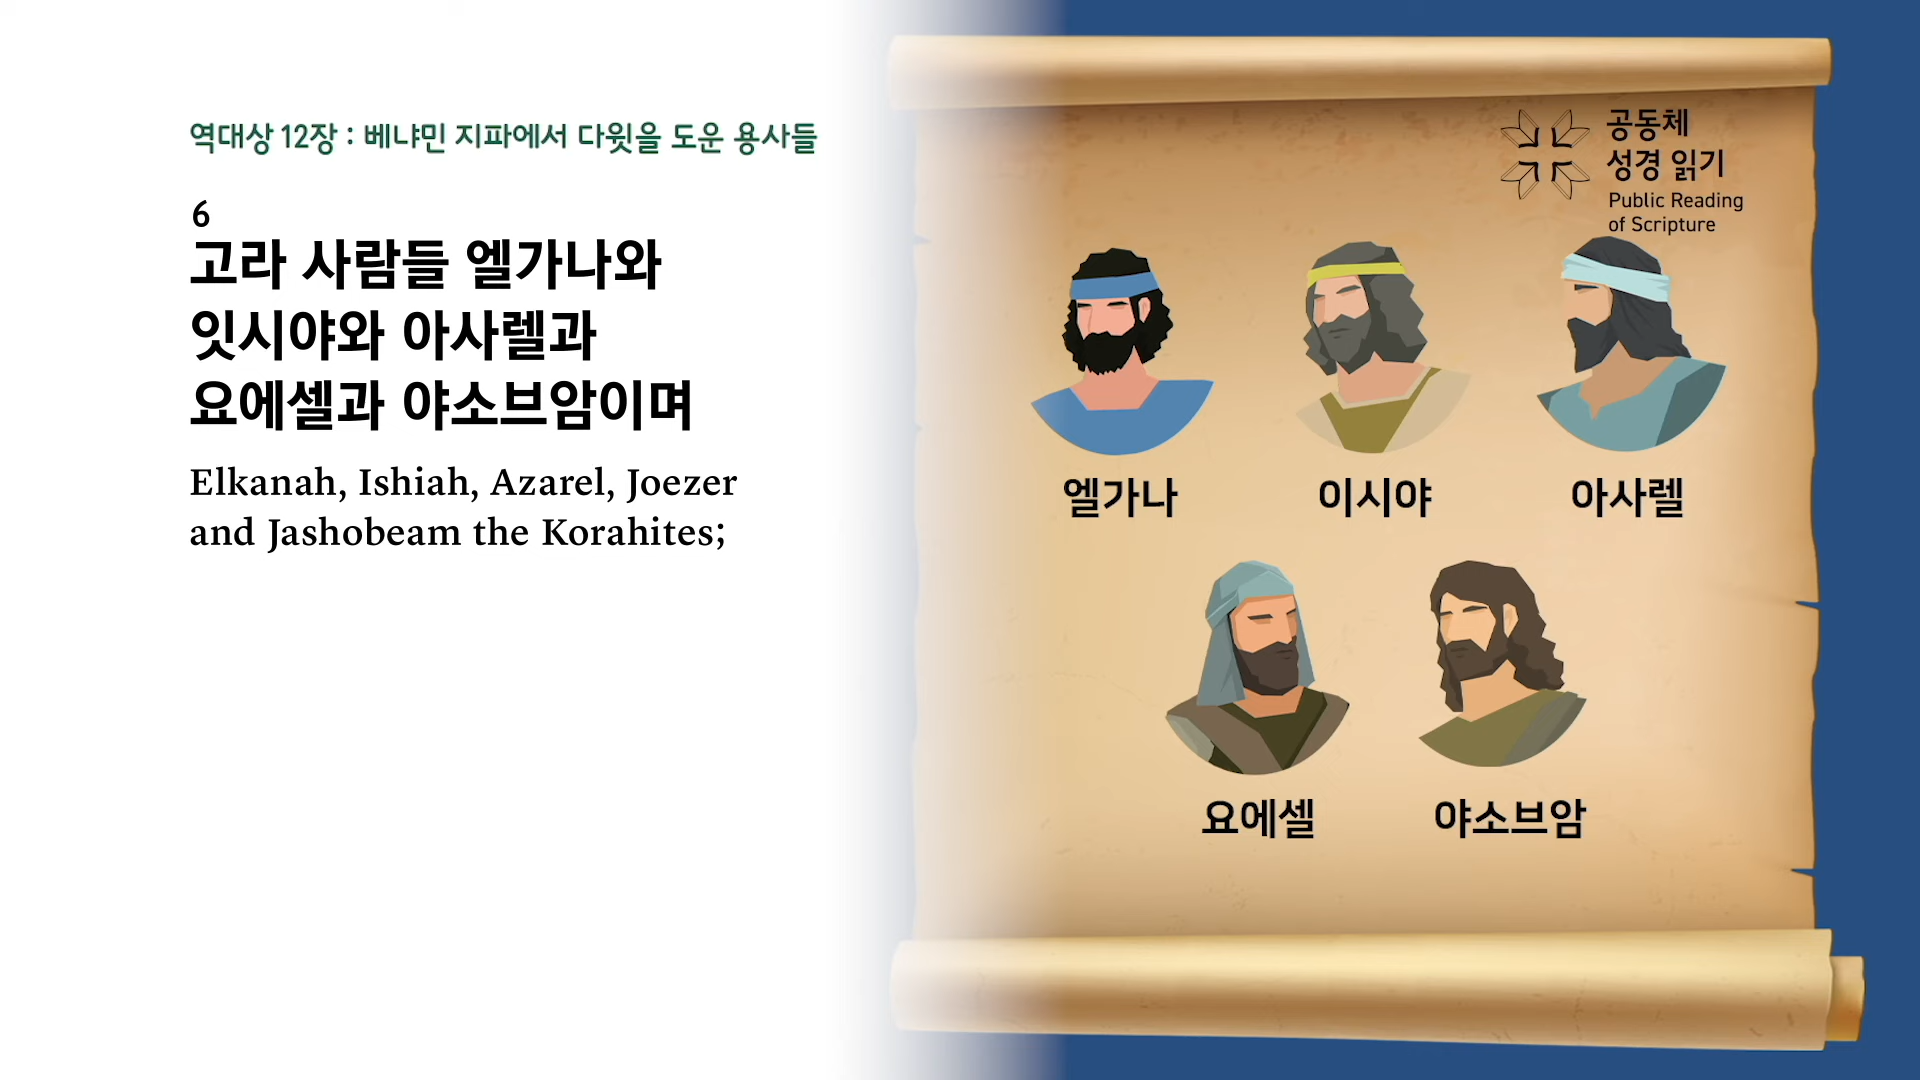 역대상 12장 : 베냐민 지파에서 다윗을 도운 용사들
6
고라 사람들 엘가나와
잇시야와 아사렐과
요에셀과 야소브암이며
Elkanah, Ishiah, Azarel, Joezer
and Jashobeam the Korahites;
공동체
성경 읽기
Public Reading
of Scripture
엘가나 이시야 아사렐
요에셀 야소브암